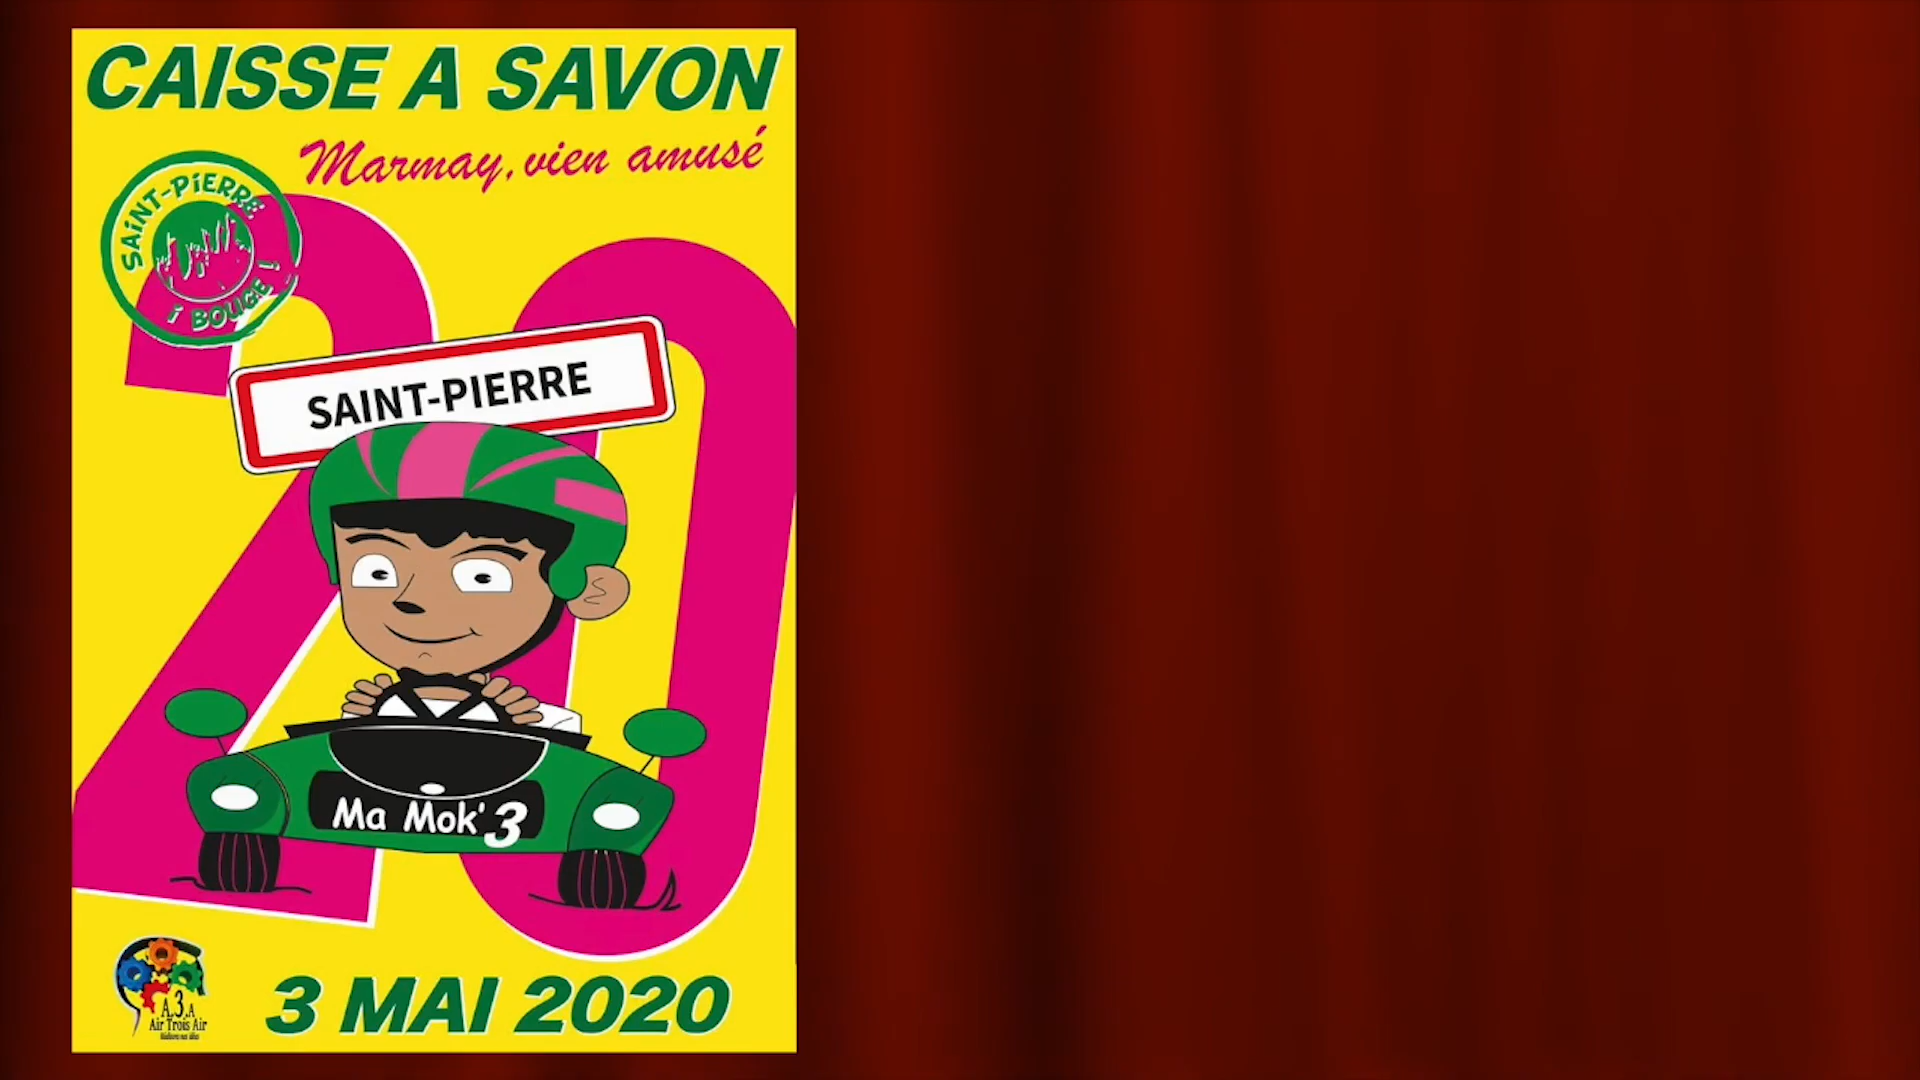 CAISSE A SAVON
Marmay, vien amusé
SAiNT-PiERRE
i BOUGE !
20
SAINT-PIERRE
Ma Mok' 3
A.3.A
Air Trois Air
3 MAI 2020